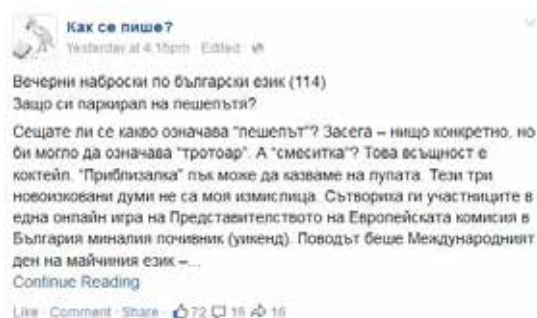 Как се пише?
Yesterday at 4:15pm · Edited ·
Вечерни наброски по български език (114)
Защо си паркирал на пешепътя?
Сещате ли се какво означава "пешепът"? Засега – нищо конкретно, но
би могло да означава "тротоар". А "смеситка"? Това всъщност е
коктейл. "Приблизалка" пък може да казваме на лупата. Тези три
новоизковани думи не са моя измислица. Сътвориха ги участниците в
една онлайн игра на Представителството на Европейската комисия в
България миналия почивник (уикенд). Поводът беше Международният
ден на майчиния език –...
Continue Reading
Like · Comment · Share · 72 16 16